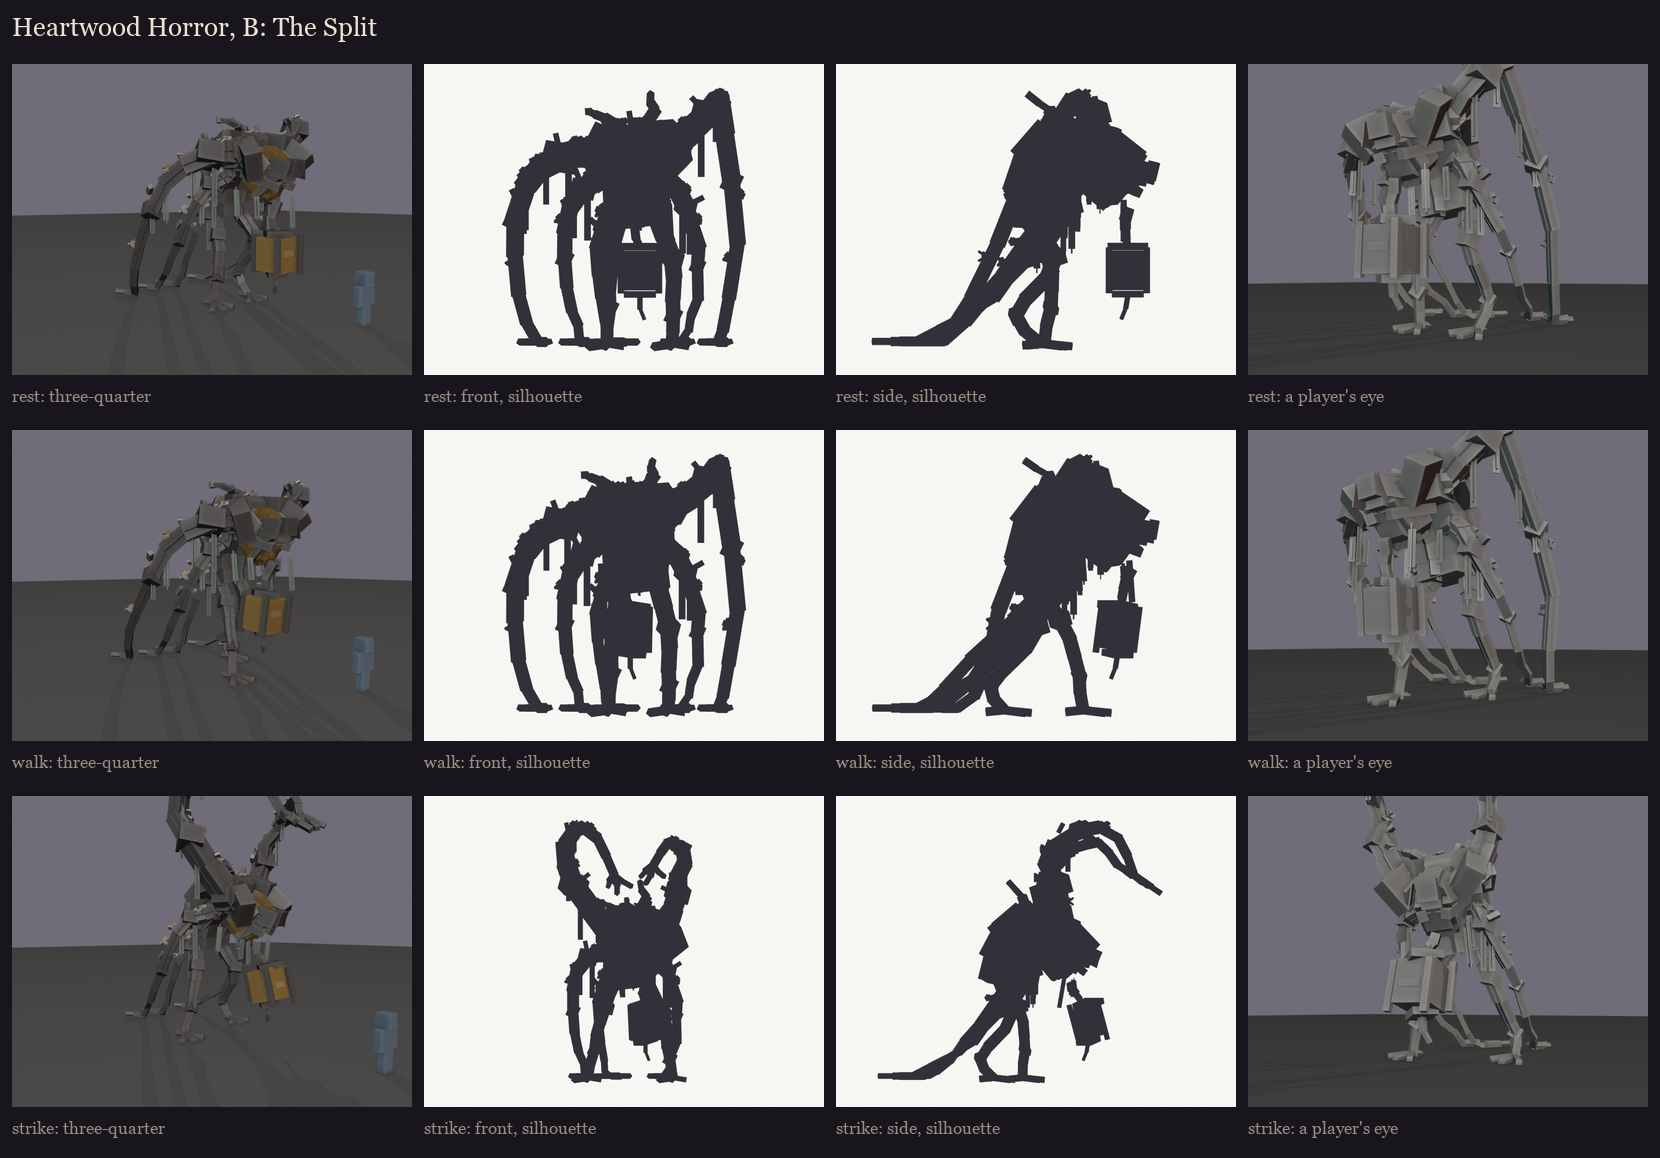 Heartwood Horror, B: The Split
rest: three-quarter
rest: front, silhouette
rest: side, silhouette
rest: a player's eye
walk: three-quarter
walk: front, silhouette
walk: side, silhouette
walk: a player's eye
strike: three-quarter
strike: front, silhouette
strike: side, silhouette
strike: a player's eye